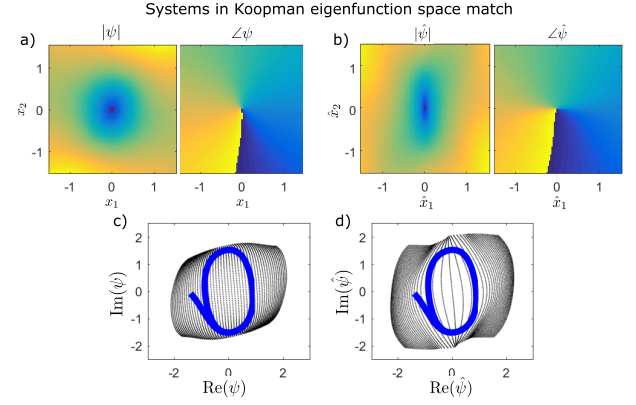 Systems in Koopman eigenfunction space match
a) |ψ| ∠ψ b) |ψ̂| ∠ψ̂
1 1
x₂ 0 x̂₂ 0
-1 -1
-1 0 1 -1 0 1 -1 0 1 -1 0 1
x₁ x₁ x̂₁ x̂₁
c) d)
2 2
1 1
Im(ψ) 0 Im(ψ̂) 0
-1 -1
-2 -2
-2 0 2 -2 0 2
Re(ψ) Re(ψ̂)